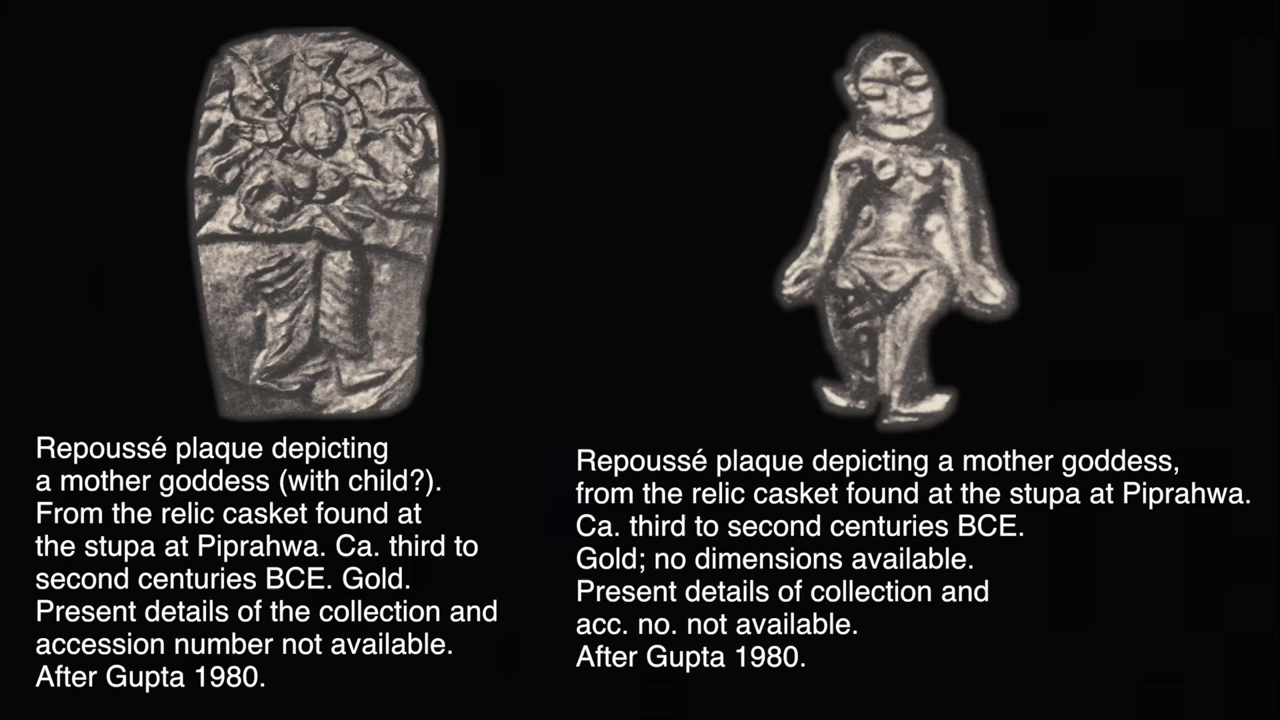 Repoussé plaque depicting
a mother goddess (with child?).
From the relic casket found at
the stupa at Piprahwa. Ca. third to
second centuries BCE. Gold.
Present details of the collection and
accession number not available.
After Gupta 1980.
Repoussé plaque depicting a mother goddess,
from the relic casket found at the stupa at Piprahwa.
Ca. third to second centuries BCE.
Gold; no dimensions available.
Present details of collection and
acc. no. not available.
After Gupta 1980.